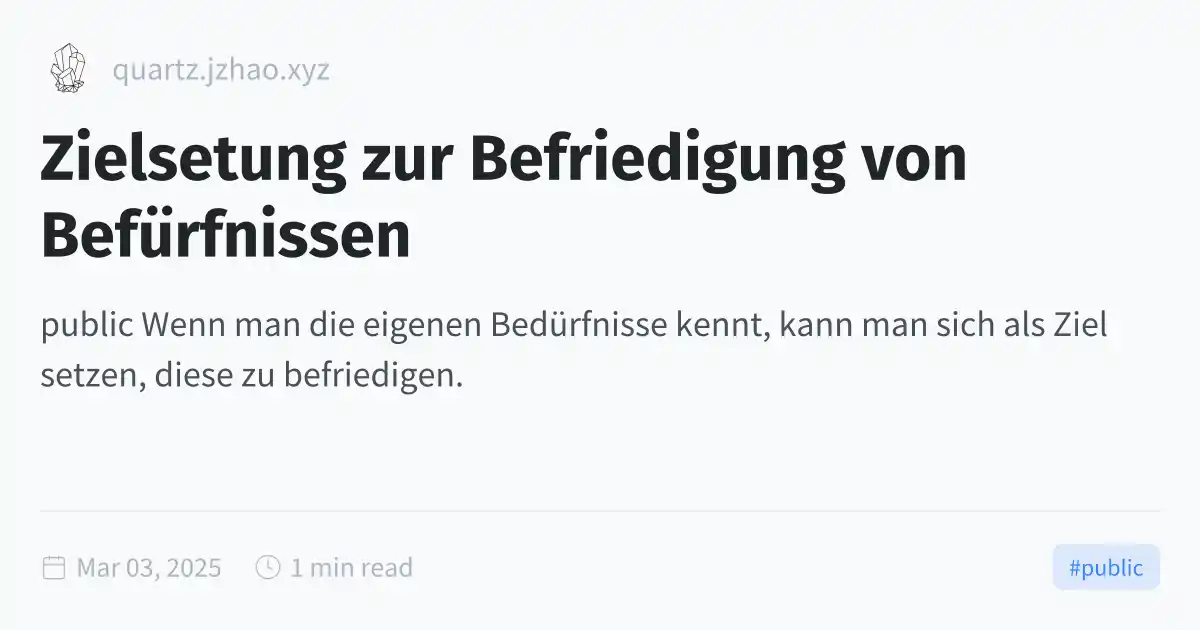 quartz.jzhao.xyz
Zielsetung zur Befriedigung von
Befürfnissen
public Wenn man die eigenen Bedürfnisse kennt, kann man sich als Ziel
setzen, diese zu befriedigen.
Mar 03, 2025 1 min read #public